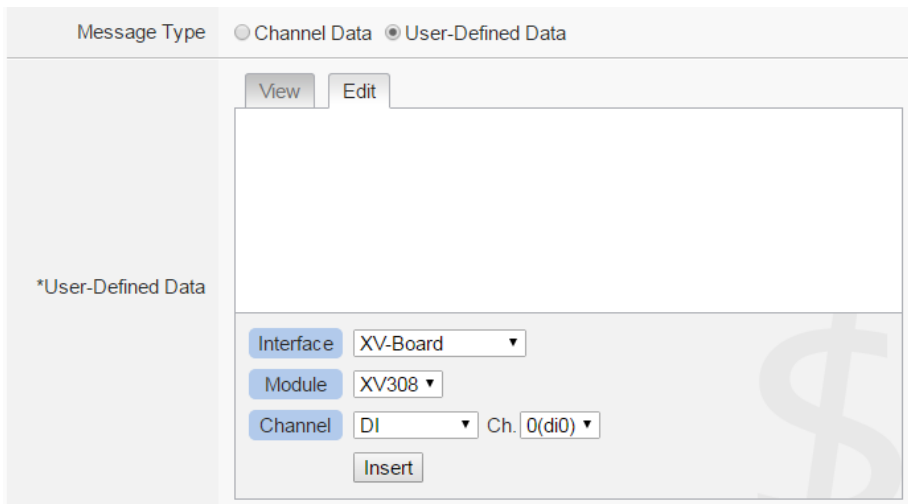 Message Type Channel Data User-Defined Data
View Edit
*User-Defined Data
Interface XV-Board
Module XV308
Channel DI Ch. 0(di0)
Insert
$